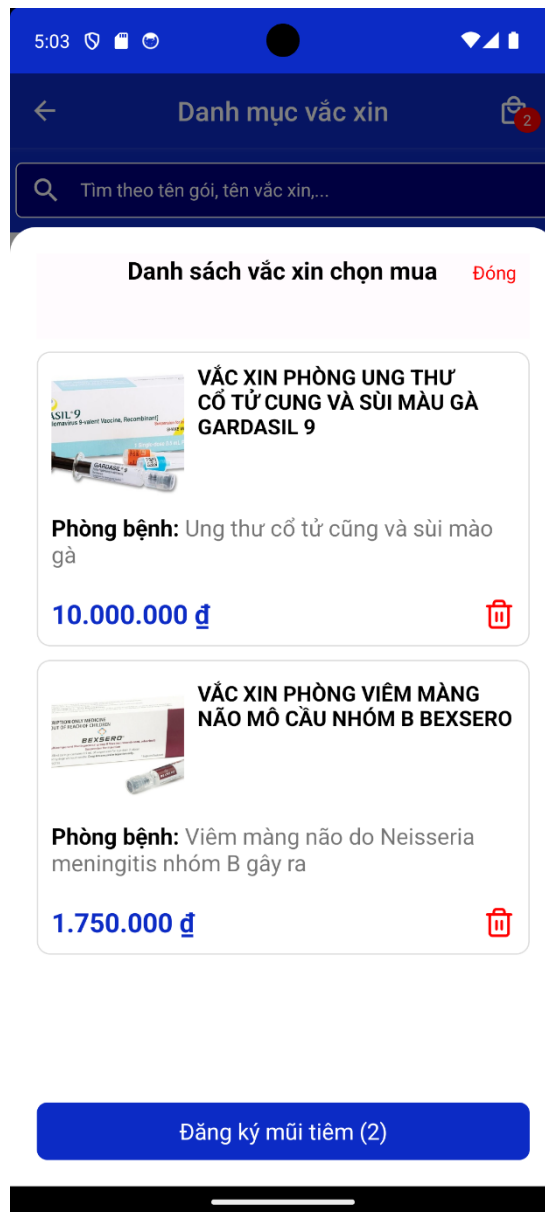 5:03
Danh mục vắc xin
2
Tìm theo tên gói, tên vắc xin,...
Danh sách vắc xin chọn mua
Đóng
VẮC XIN PHÒNG UNG THƯ
CỔ TỬ CUNG VÀ SÙI MÀU GÀ
GARDASIL 9
GARDASIL 9
Phòng bệnh: Ung thư cổ tử cũng và sùi mào
gà
10.000.000 ₫
VẮC XIN PHÒNG VIÊM MÀNG
NÃO MÔ CẦU NHÓM B BEXSERO
BEXSERO
Phòng bệnh: Viêm màng não do Neisseria
meningitis nhóm B gây ra
1.750.000 ₫
Đăng ký mũi tiêm (2)